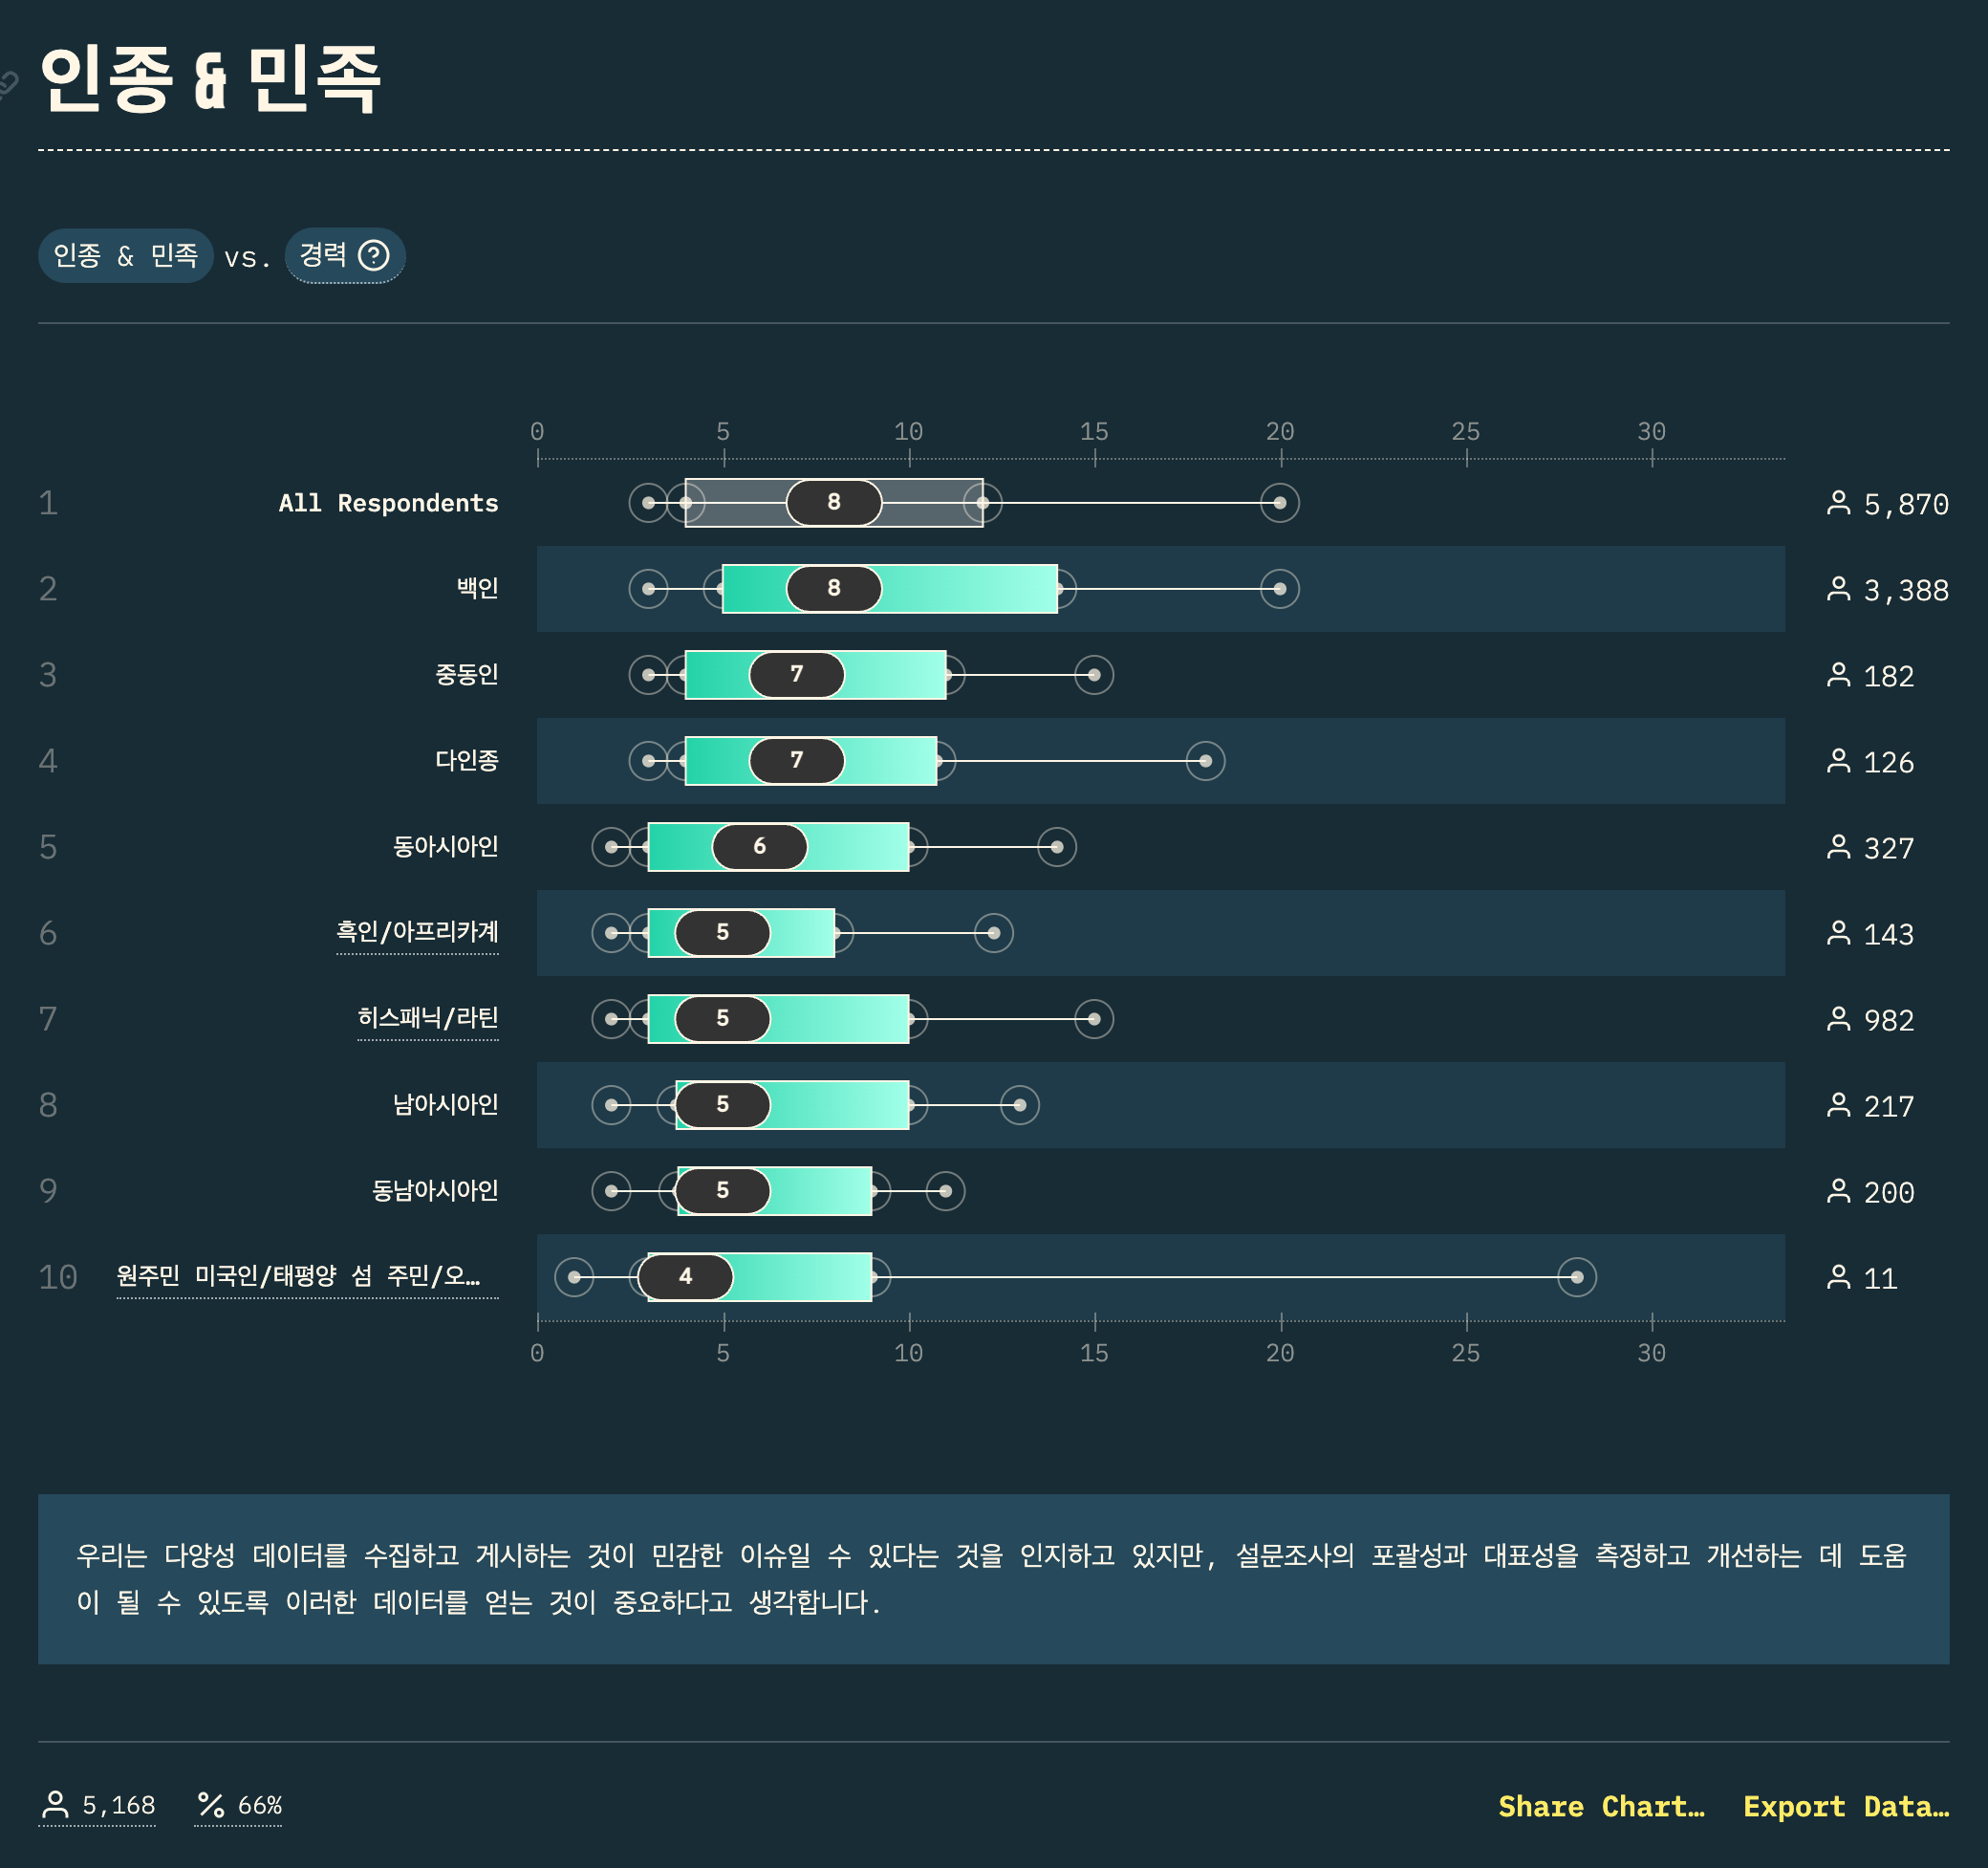 인종 & 민족
인종 & 민족 vs. 경력
0 5 10 15 20 25 30
1 All Respondents 8 5,870
2 백인 8 3,388
3 중동인 7 182
4 다인종 7 126
5 동아시아인 6 327
6 흑인/아프리카계 5 143
7 히스패닉/라틴 5 982
8 남아시아인 5 217
9 동남아시아인 5 200
10 원주민 미국인/태평양 섬 주민/오… 4 11
0 5 10 15 20 25 30
우리는 다양성 데이터를 수집하고 게시하는 것이 민감한 이슈일 수 있다는 것을 인지하고 있지만, 설문조사의 포괄성과 대표성을 측정하고 개선하는 데 도움
이 될 수 있도록 이러한 데이터를 얻는 것이 중요하다고 생각합니다.
5,168 66% Share Chart… Export Data…